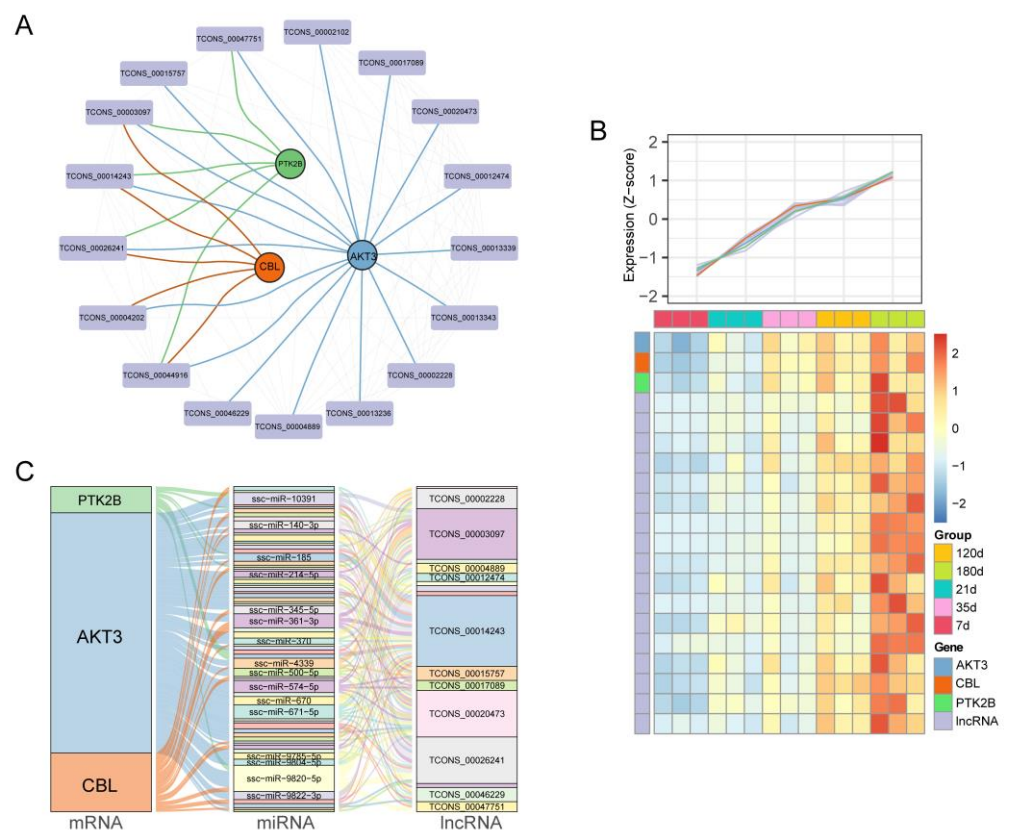 A
TCONS_00002102
TCONS_00047751
TCONS_00017089
TCONS_00015757
TCONS_00003097
TCONS_00020473
PTK2B
TCONS_00014243
TCONS_00012474
TCONS_00026241
TCONS_00013339
CBL
AKT3
TCONS_00004202
TCONS_00013343
TCONS_00044916
TCONS_00002228
TCONS_00046229
TCONS_00013236
TCONS_00004889
B
Expression (Z-score)
2
1
0
−1
−2
2
1
0
−1
−2
Group
120d
180d
21d
35d
7d
Gene
AKT3
CBL
PTK2B
lncRNA
C
PTK2B
AKT3
CBL
mRNA
ssc-miR-10391
ssc-miR-140-3p
ssc-miR-185
ssc-miR-214-5p
ssc-miR-345-5p
ssc-miR-361-3p
ssc-miR-370
ssc-miR-4339
ssc-miR-500-5p
ssc-miR-574-5p
ssc-miR-670
ssc-miR-671-5p
ssc-miR-9785-5p
ssc-miR-9804-5p
ssc-miR-9820-5p
ssc-miR-9822-3p
miRNA
TCONS_00002228
TCONS_00003097
TCONS_00004889
TCONS_00012474
TCONS_00014243
TCONS_00015757
TCONS_00017089
TCONS_00020473
TCONS_00026241
TCONS_00046229
TCONS_00047751
lncRNA